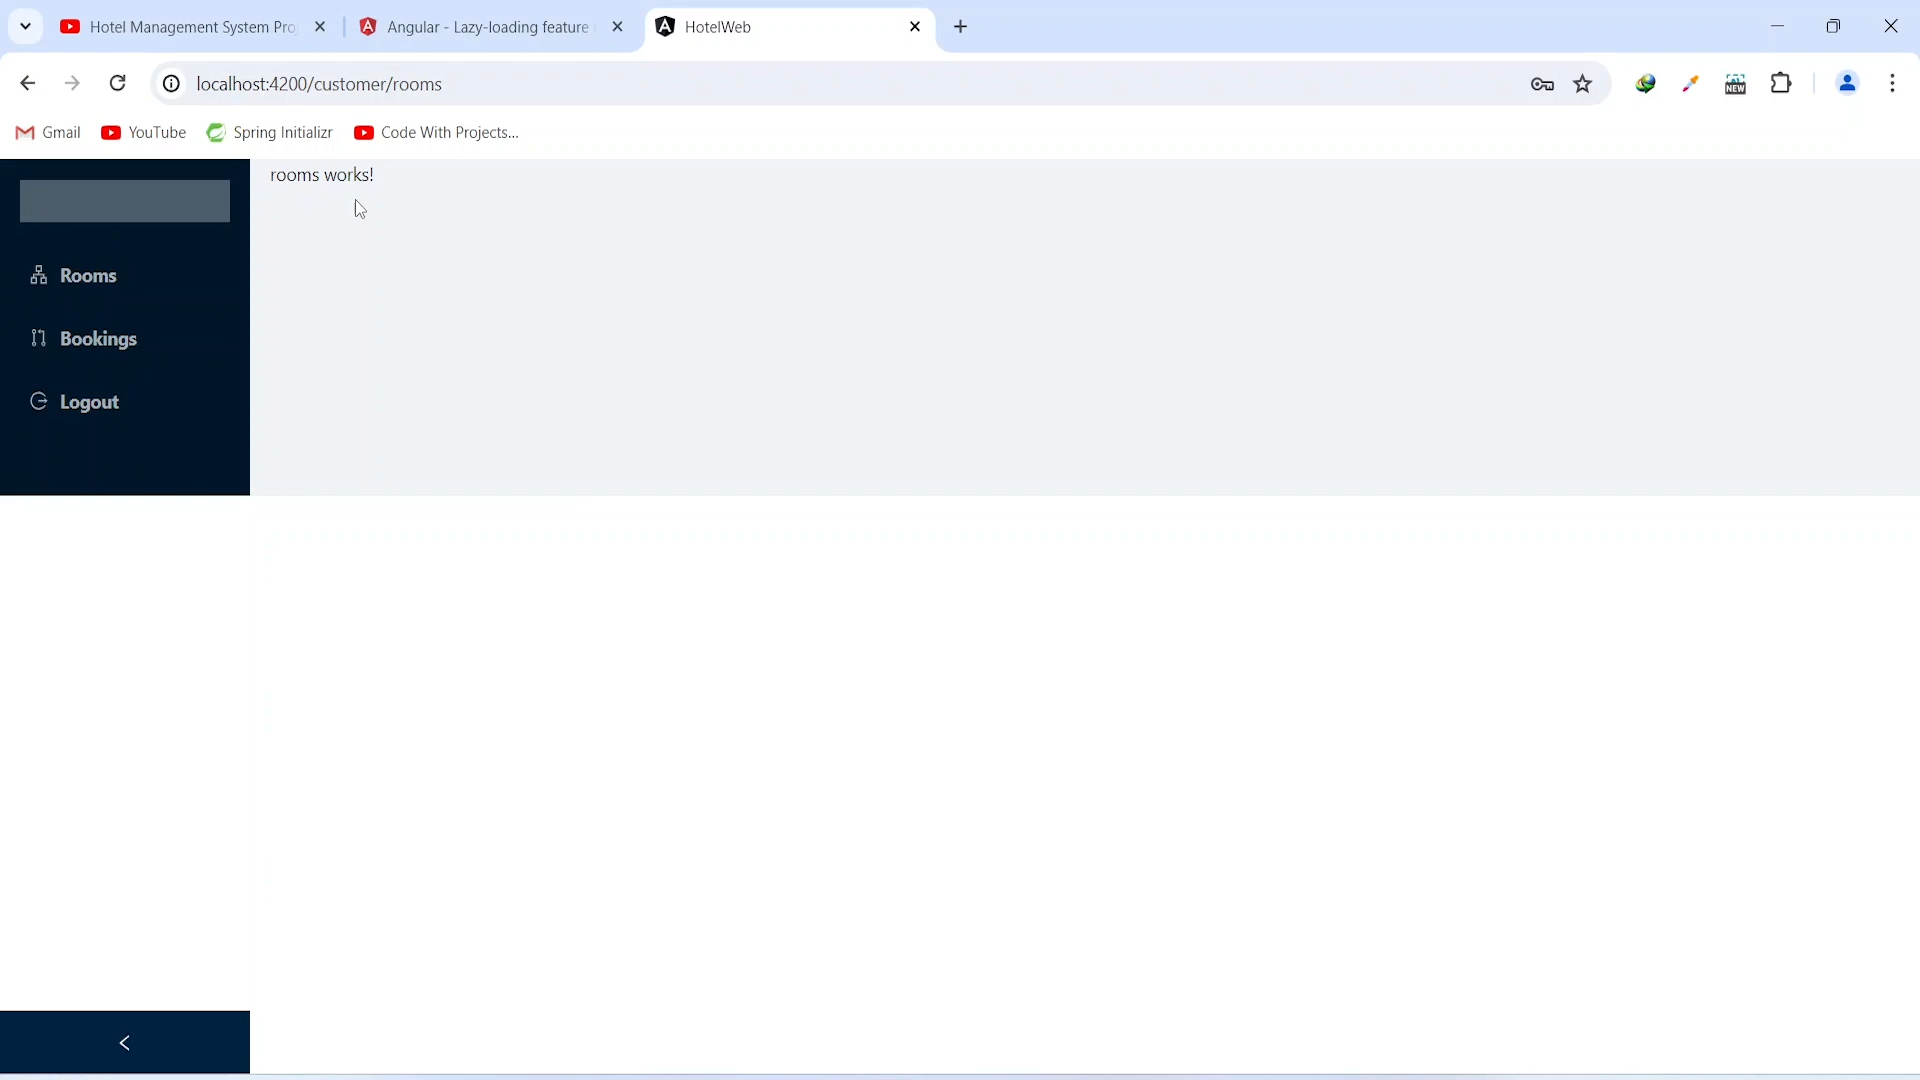 Hotel Management System Pro
Angular - Lazy-loading feature
HotelWeb
localhost:4200/customer/rooms
NEW
Gmail
YouTube
Spring Initializr
Code With Projects...
rooms works!
Rooms
Bookings
Logout